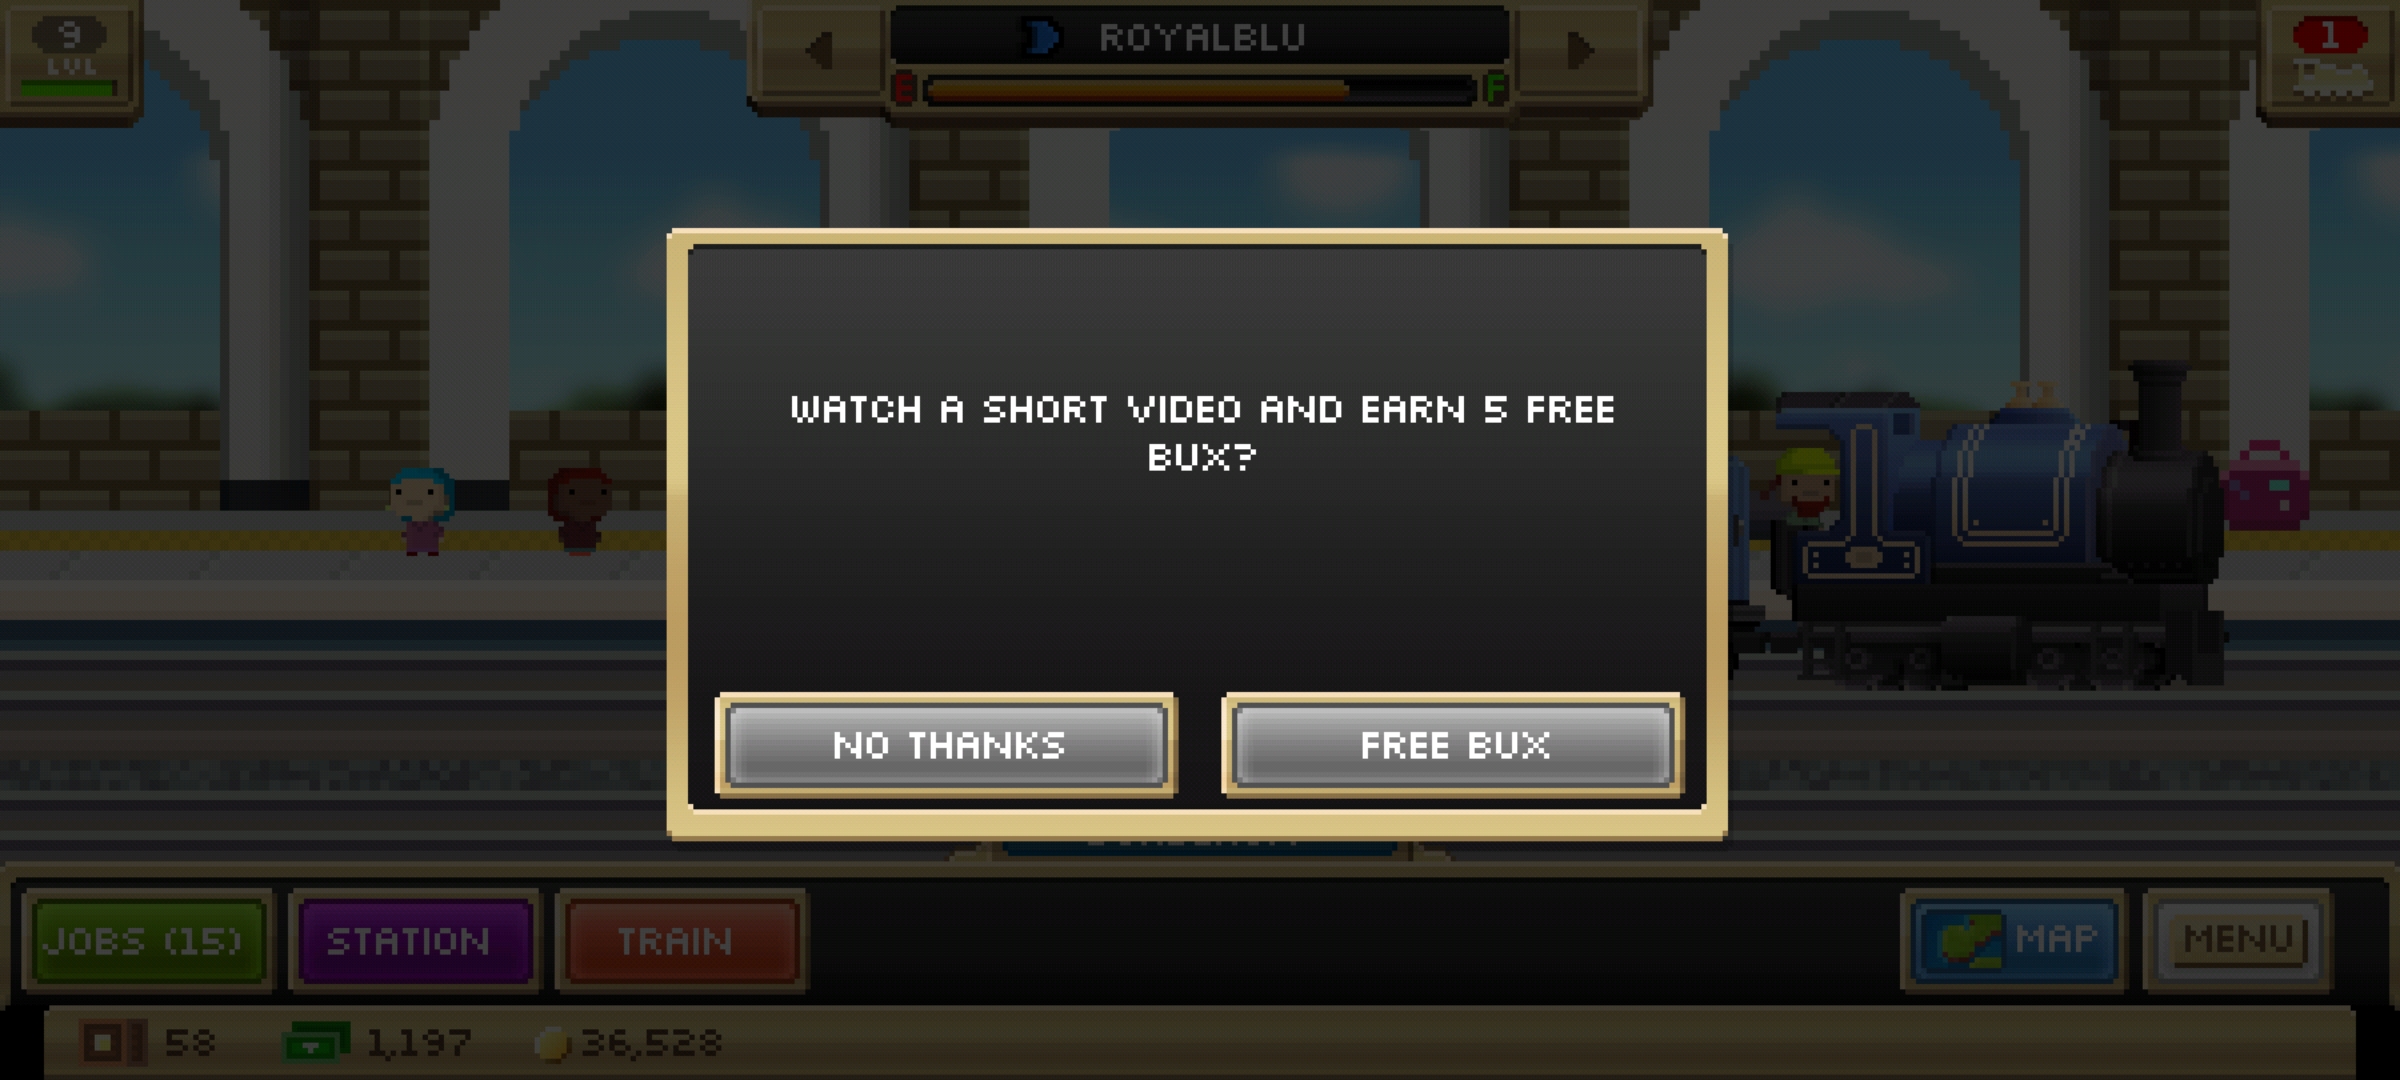 9
LVL
ROYALBLU
E F
1
WATCH A SHORT VIDEO AND EARN 5 FREE
BUX?
NO THANKS
FREE BUX
JOBS (15)
STATION
TRAIN
MAP
MENU
58
1,197
36,528